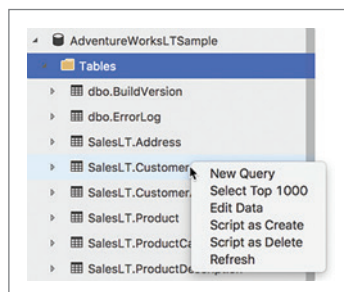 AdventureWorksLTSample
Tables
dbo.BuildVersion
dbo.ErrorLog
SalesLT.Address
SalesLT.Customer
New Query
SalesLT.Customer
Select Top 1000
Edit Data
SalesLT.Product
Script as Create
SalesLT.ProductCa
Script as Delete
SalesLT.ProductDescription
Refresh